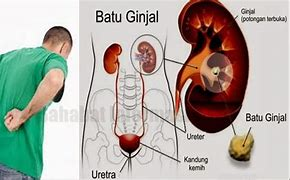 Batu Ginjal
Ginjal
(potongan terbuka)
Batu Ginjal
Ureter
Kandung
kemih
Uretra